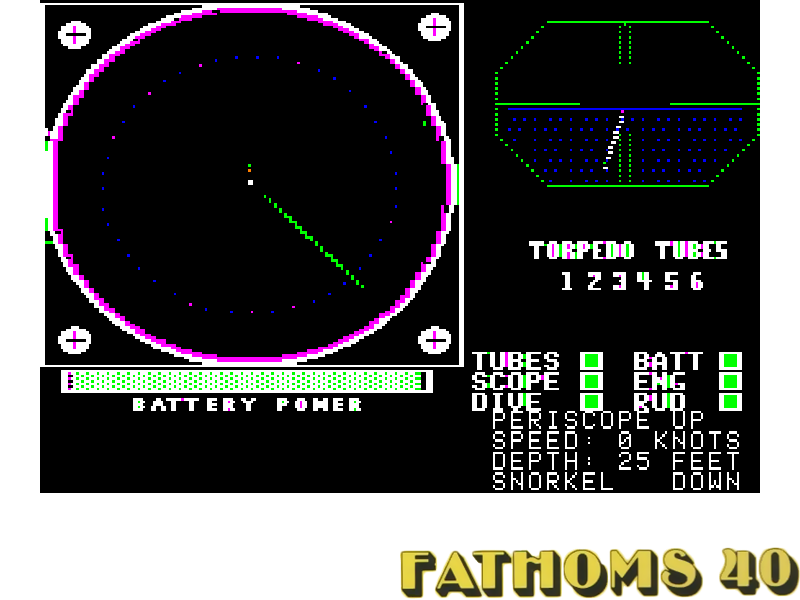 TORPEDO TUBES
1 2 3 4 5 6
TUBES BATT
SCOPE ENG
DIVE RUD
BATTERY POWER
PERISCOPE UP
SPEED: 0 KNOTS
DEPTH: 25 FEET
SNORKEL DOWN
FATHOMS 40